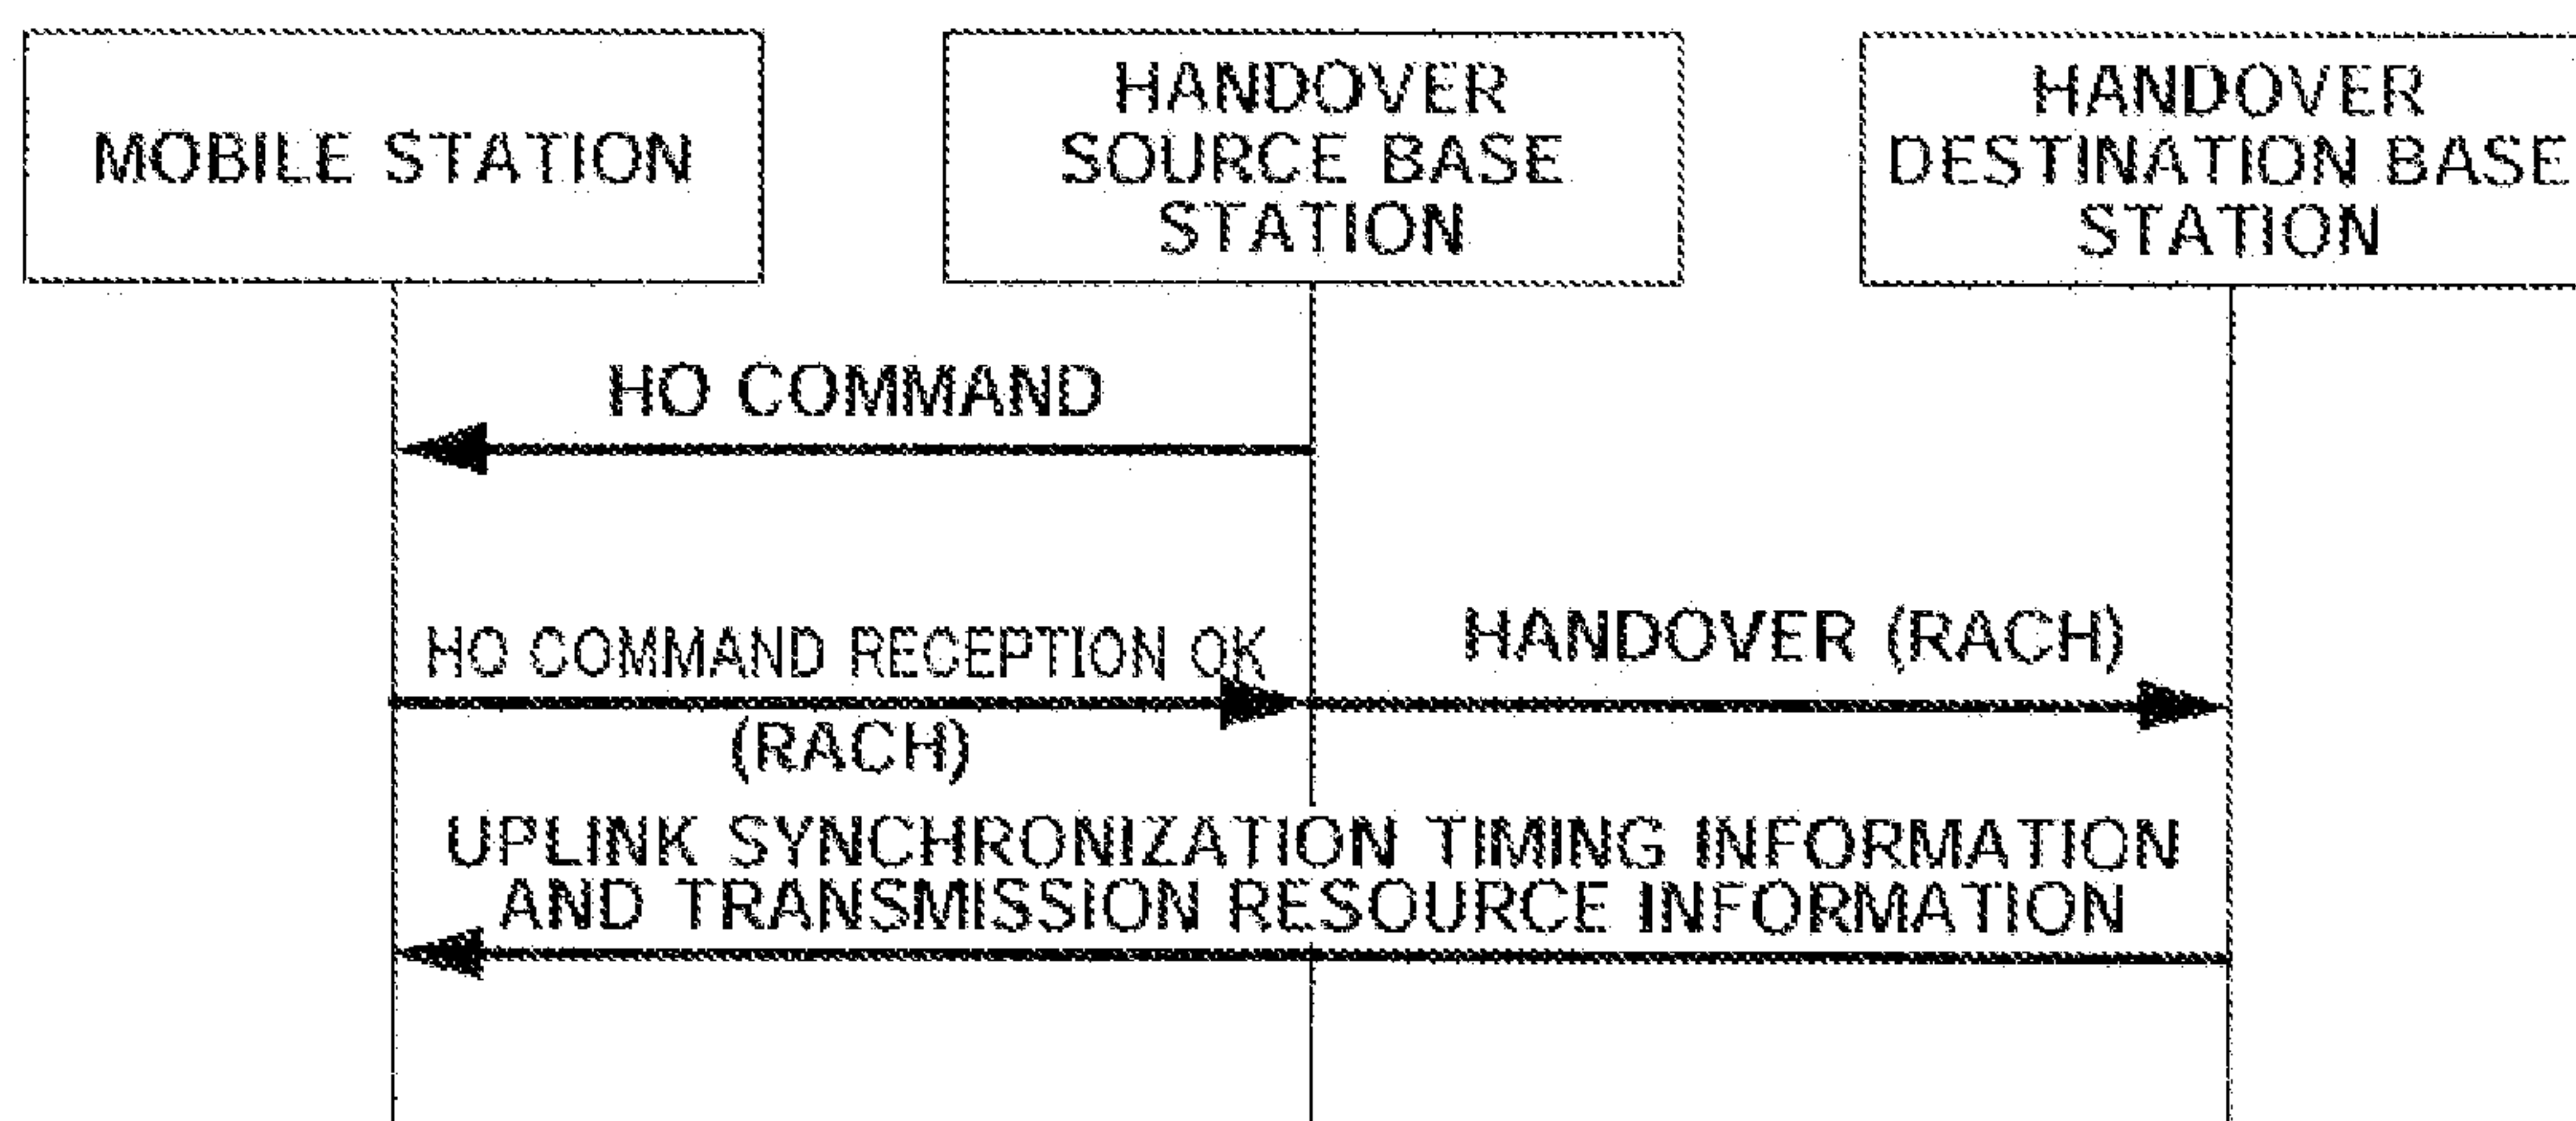 MOBILE STATION
HANDOVER
SOURCE BASE
STATION
HANDOVER
DESTINATION BASE
STATION
HO COMMAND
HO COMMAND RECEPTION OK
(RACH)
HANDOVER (RACH)
UPLINK SYNCHRONIZATION TIMING INFORMATION
AND TRANSMISSION RESOURCE INFORMATION